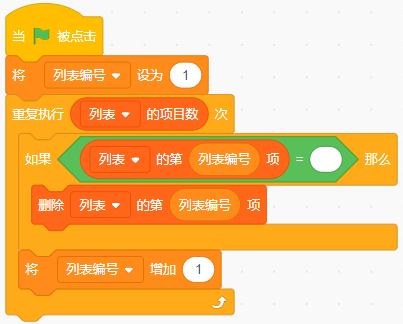 当 被点击
将 列表编号 设为 1
重复执行 列表 的项目数 次
如果 列表 的第 列表编号 项 = 那么
删除 列表 的第 列表编号 项
将 列表编号 增加 1